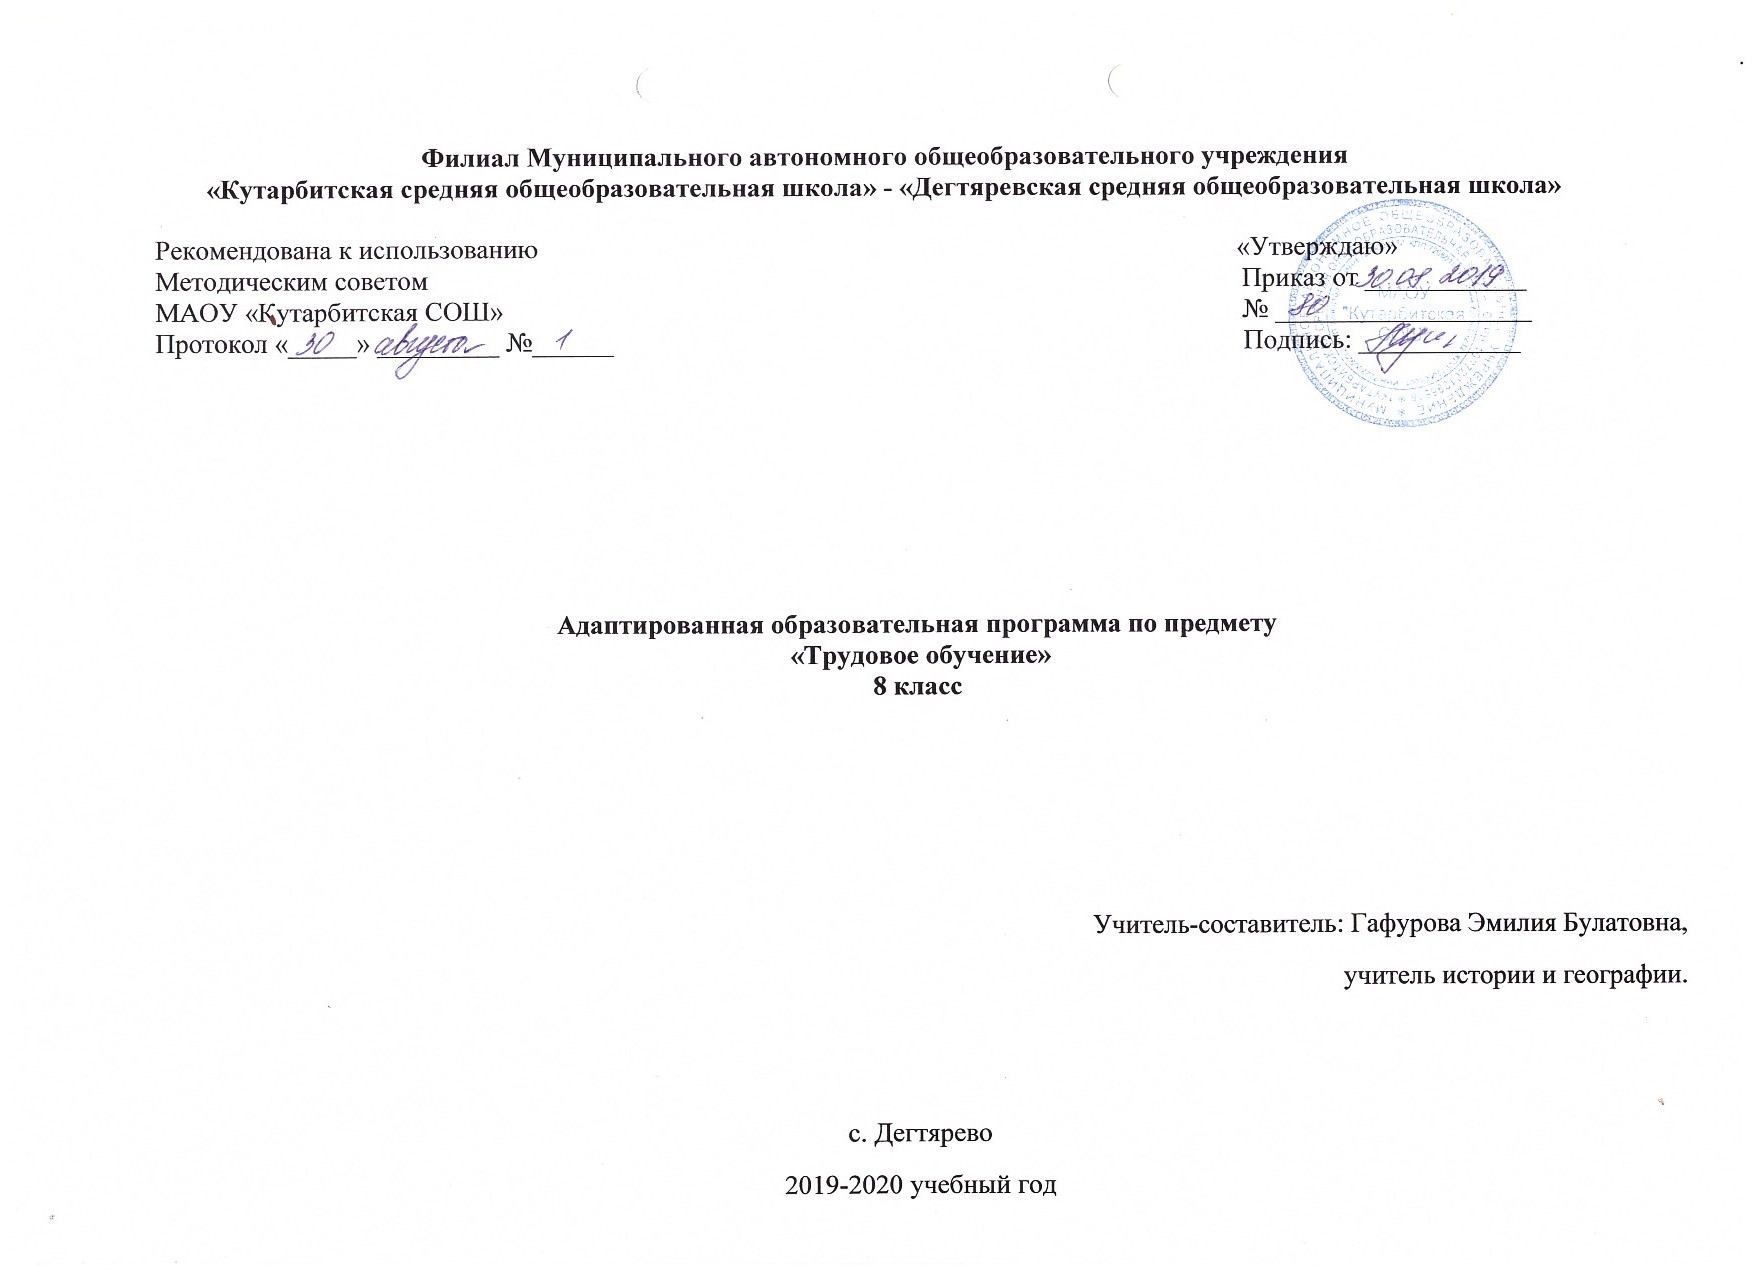 Филиал Муниципального автономного общеобразовательного учреждения
«Кутарбитская средняя общеобразовательная школа» - «Дегтяревская средняя общеобразовательная школа»
Рекомендована к использованию
Методическим советом
МАОУ «Кутарбитская СОШ»
Протокол «30» августа №1
«Утверждаю»
Приказ от 30.08.2019
№ 80
Подпись:
МАОУ
"Кутарбитская
Адаптированная образовательная программа по предмету
«Трудовое обучение»
8 класс
Учитель-составитель: Гафурова Эмилия Булатовна,
учитель истории и географии.
с. Дегтярево
2019-2020 учебный год